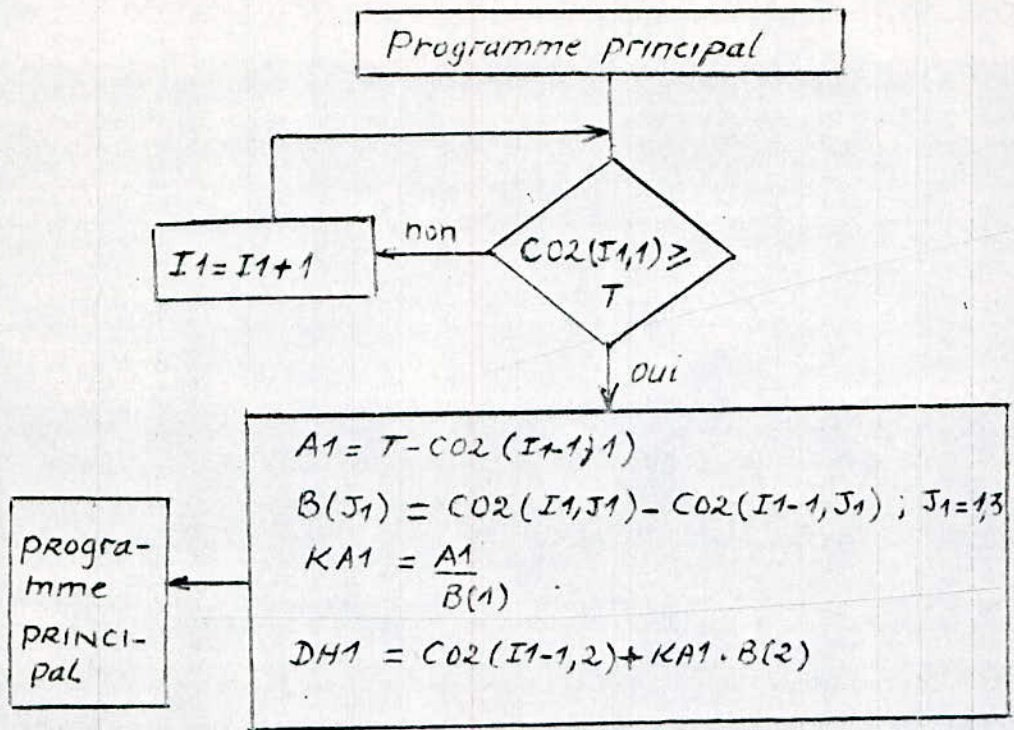 Programme principal
non
I1 = I1 + 1
CO2(I1,1) ≥
T
oui
A1 = T - CO2 (I1-1,1)
B(J1) = CO2(I1,J1) - CO2(I1-1,J1) ; J1=1,3
KA1 = A1
B(1)
DH1 = CO2(I1-1,2) + KA1 . B(2)
progra-
mme
PRINCI-
pal